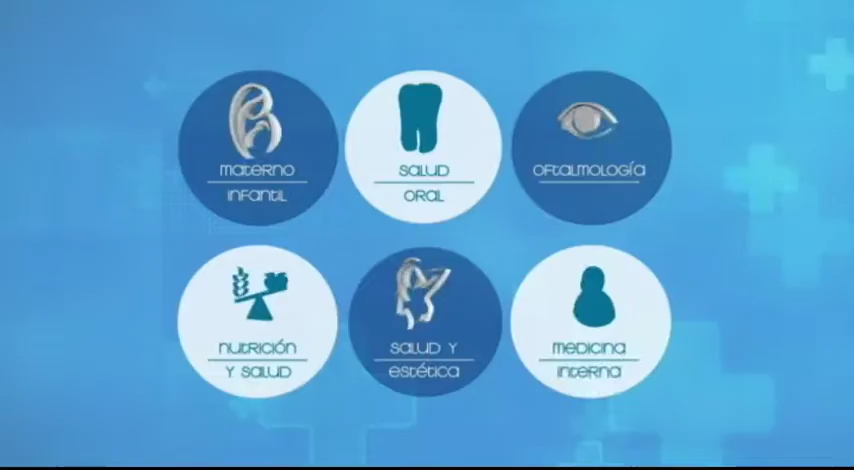 materno
infantil
salud
oral
oftalmología
nutrición
y salud
salud y
estética
medicina
interna